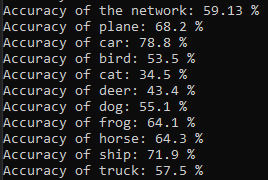 Accuracy of the network: 59.13 %
Accuracy of plane: 68.2 %
Accuracy of car: 78.8 %
Accuracy of bird: 53.5 %
Accuracy of cat: 34.5 %
Accuracy of deer: 43.4 %
Accuracy of dog: 55.1 %
Accuracy of frog: 64.1 %
Accuracy of horse: 64.3 %
Accuracy of ship: 71.9 %
Accuracy of truck: 57.5 %